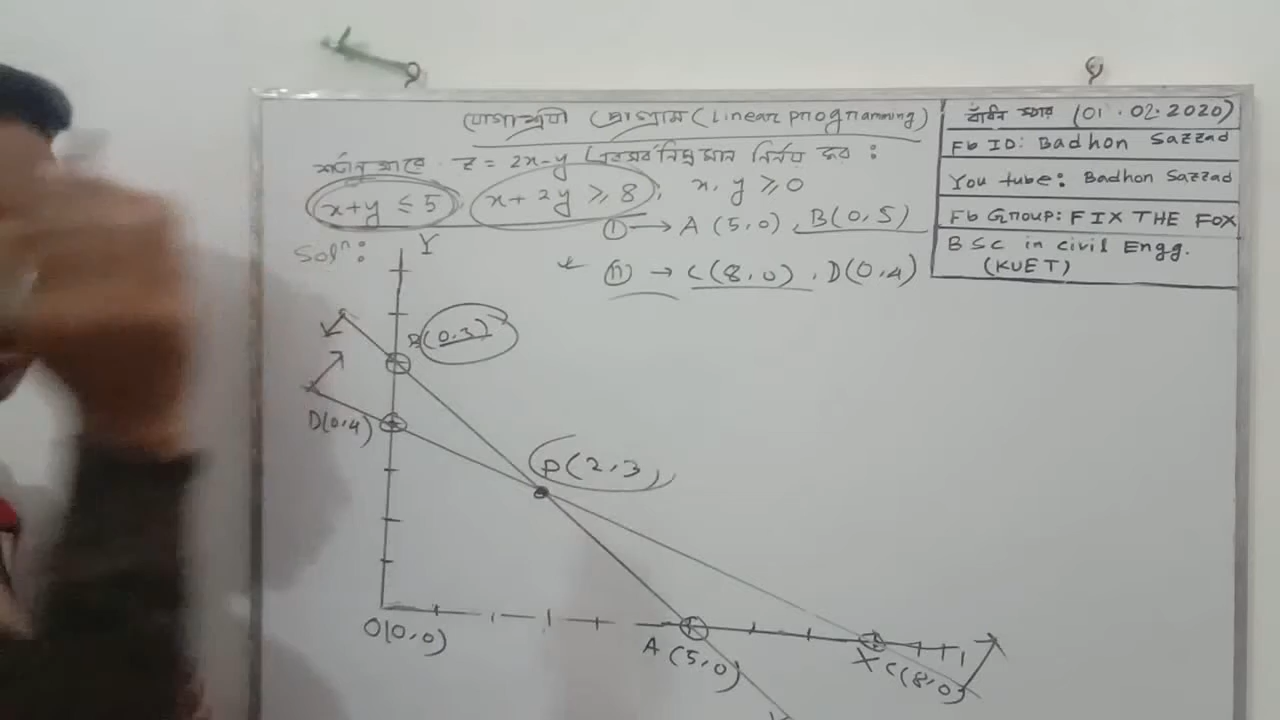 যোগাশ্রয়ী প্রোগ্রাম (Linear programming)
শর্তানুসারে z = 2x-y এর সর্বনিম্ন মান নির্নয় কর :
x+y ≤ 5, x+2y ≥ 8, x, y ≥ 0
(i) → A (5,0), B(0,5)
(ii) → C(8,0), D(0,4)
Solⁿ:
Y
B(0,3)
D(0,4)
P(2,3)
O(0,0)
A (5,0)
X
C(8,0)
(01.02.2020)
Fb ID: Badhon Sazzad
You tube: Badhon Sazzad
Fb Group: FIX THE FOX
BSc in civil Engg.
(KUET)